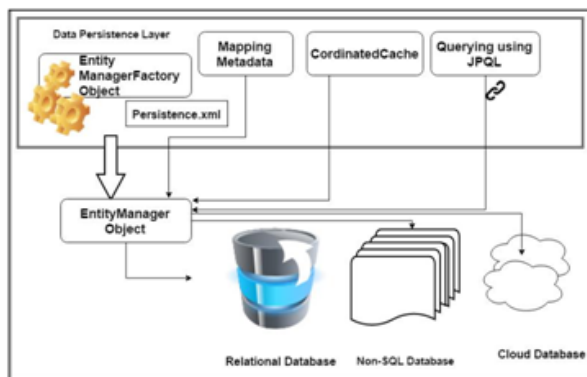 Data Persistence Layer
Entity
ManagerFactory
Object
Persistence.xml
Mapping
Metadata
CordinatedCache
Querying using
JPQL
EntityManager
Object
Relational Database
Non-SQL Database
Cloud Database